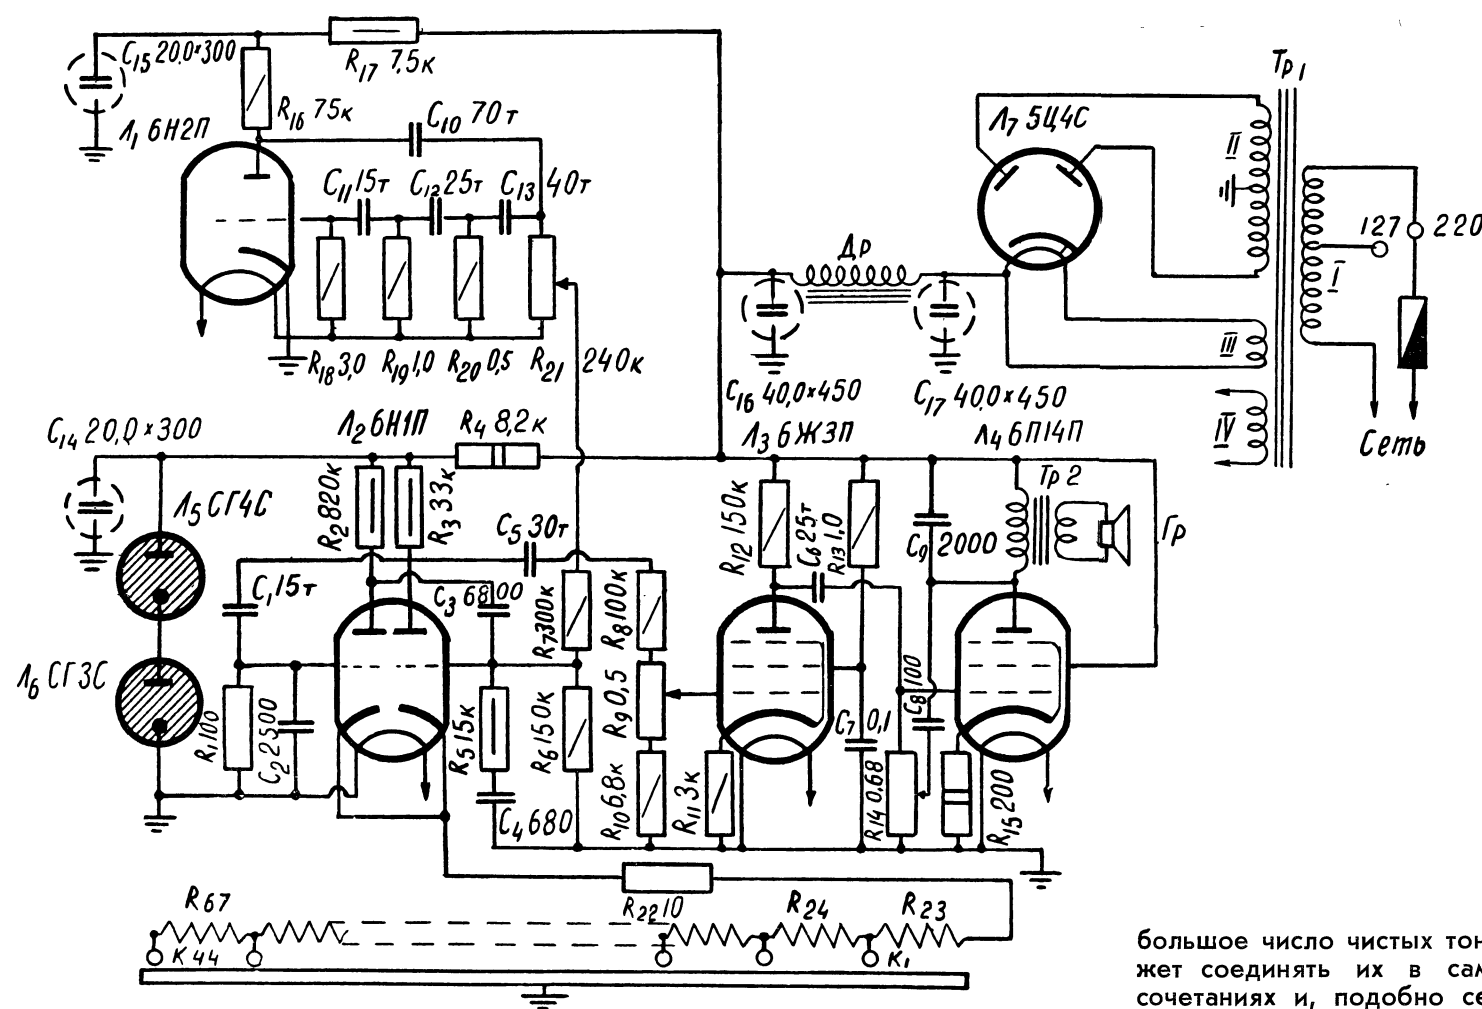 C15 20,0×300
R17 7,5к
Тр1
R16 75к
C10 70т
Л1 6Н2П
Л7 5Ц4С
II
C11 15т
C12 25т
C13 40т
127
220
Др
I
III
R18 3,0
R19 1,0
R20 0,5
R21
240к
C16 40,0×450
C17 40,0×450
IV
Сеть
C14 20,0×300
Л2 6Н1П
R4 8,2к
Л3 6Ж3П
Л4 6П14П
Тр2
Гр
Л5 СГ4С
R2 820к
R3 33к
C5 30т
R12 150к
C6 25т
R13 1,0
C9 2000
C1 15т
C3 6800
R7 300к
R8 100к
Л6 СГ3С
R1 100
C2 2500
R5 15к
R6 150к
R9 0,5
C7 0,1
C8 100
C4 680
R10 6,8к
R11 3к
R14 0,68
R15 200
R22 10
R67
R24
R23
К44
К1
большое число чистых тон
жет соединять их в сам
сочетаниях и, подобно се